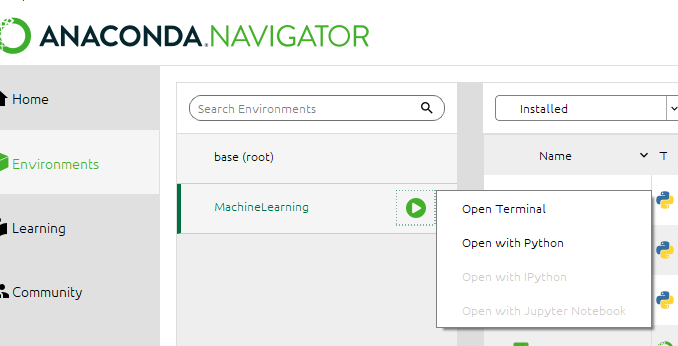 ANACONDA.NAVIGATOR
Home
Environments
Learning
Community
Search Environments
base (root)
MachineLearning
Open Terminal
Open with Python
Open with IPython
Open with Jupyter Notebook
Installed
Name
T